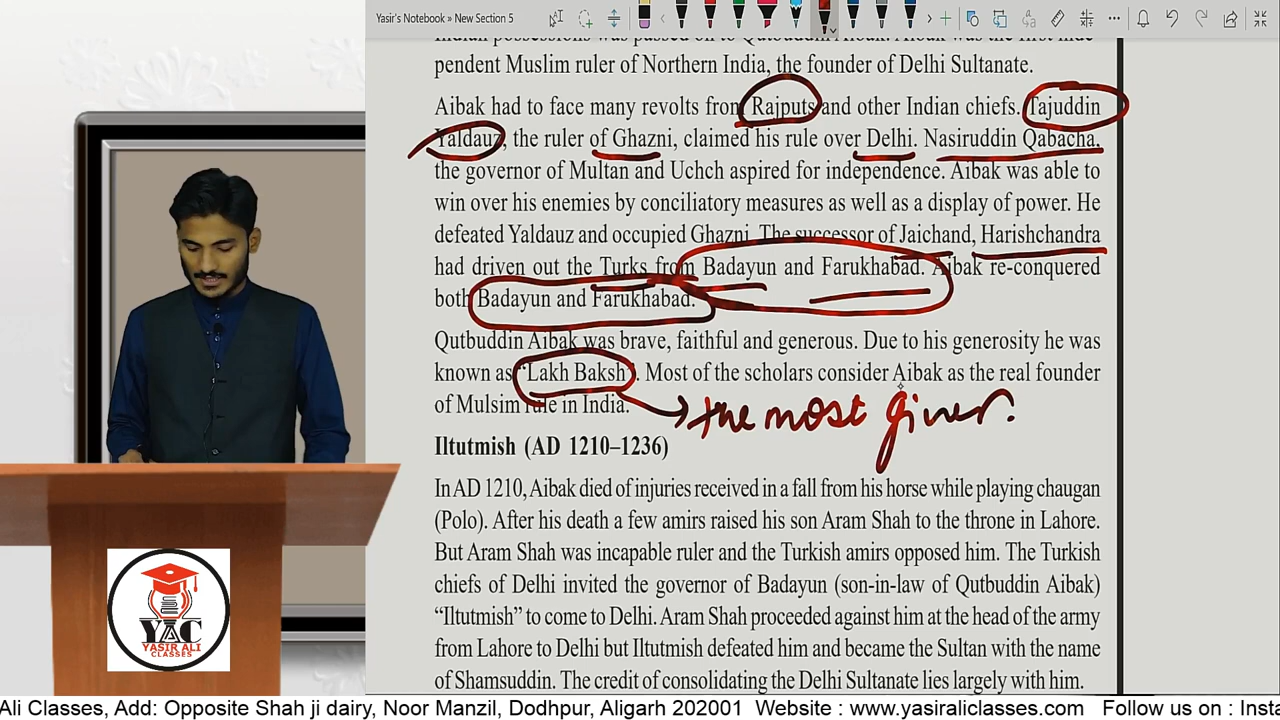 Yasir's Notebook » New Section 5
pendent Muslim ruler of Northern India, the founder of Delhi Sultanate.
Aibak had to face many revolts from Rajputs and other Indian chiefs. Tajuddin
Yaldauz, the ruler of Ghazni, claimed his rule over Delhi. Nasiruddin Qabacha,
the governor of Multan and Uchch aspired for independence. Aibak was able to
win over his enemies by conciliatory measures as well as a display of power. He
defeated Yaldauz and occupied Ghazni. The successor of Jaichand, Harishchandra
had driven out the Turks from Badayun and Farukhabad. Aibak re-conquered
both Badayun and Farukhabad.
Qutbuddin Aibak was brave, faithful and generous. Due to his generosity he was
known as “Lakh Baksh”. Most of the scholars consider Aibak as the real founder
of Mulsim rule in India.
the most giver.
Iltutmish (AD 1210–1236)
In AD 1210, Aibak died of injuries received in a fall from his horse while playing chaugan
(Polo). After his death a few amirs raised his son Aram Shah to the throne in Lahore.
But Aram Shah was incapable ruler and the Turkish amirs opposed him. The Turkish
chiefs of Delhi invited the governor of Badayun (son-in-law of Qutbuddin Aibak)
“Iltutmish” to come to Delhi. Aram Shah proceeded against him at the head of the army
from Lahore to Delhi but Iltutmish defeated him and became the Sultan with the name
of Shamsuddin. The credit of consolidating the Delhi Sultanate lies largely with him.
YAC
YASIR ALI
CLASSES
Ali Classes, Add: Opposite Shah ji dairy, Noor Manzil, Dodhpur, Aligarh 202001 Website : www.yasiraliclasses.com Follow us on : Insta